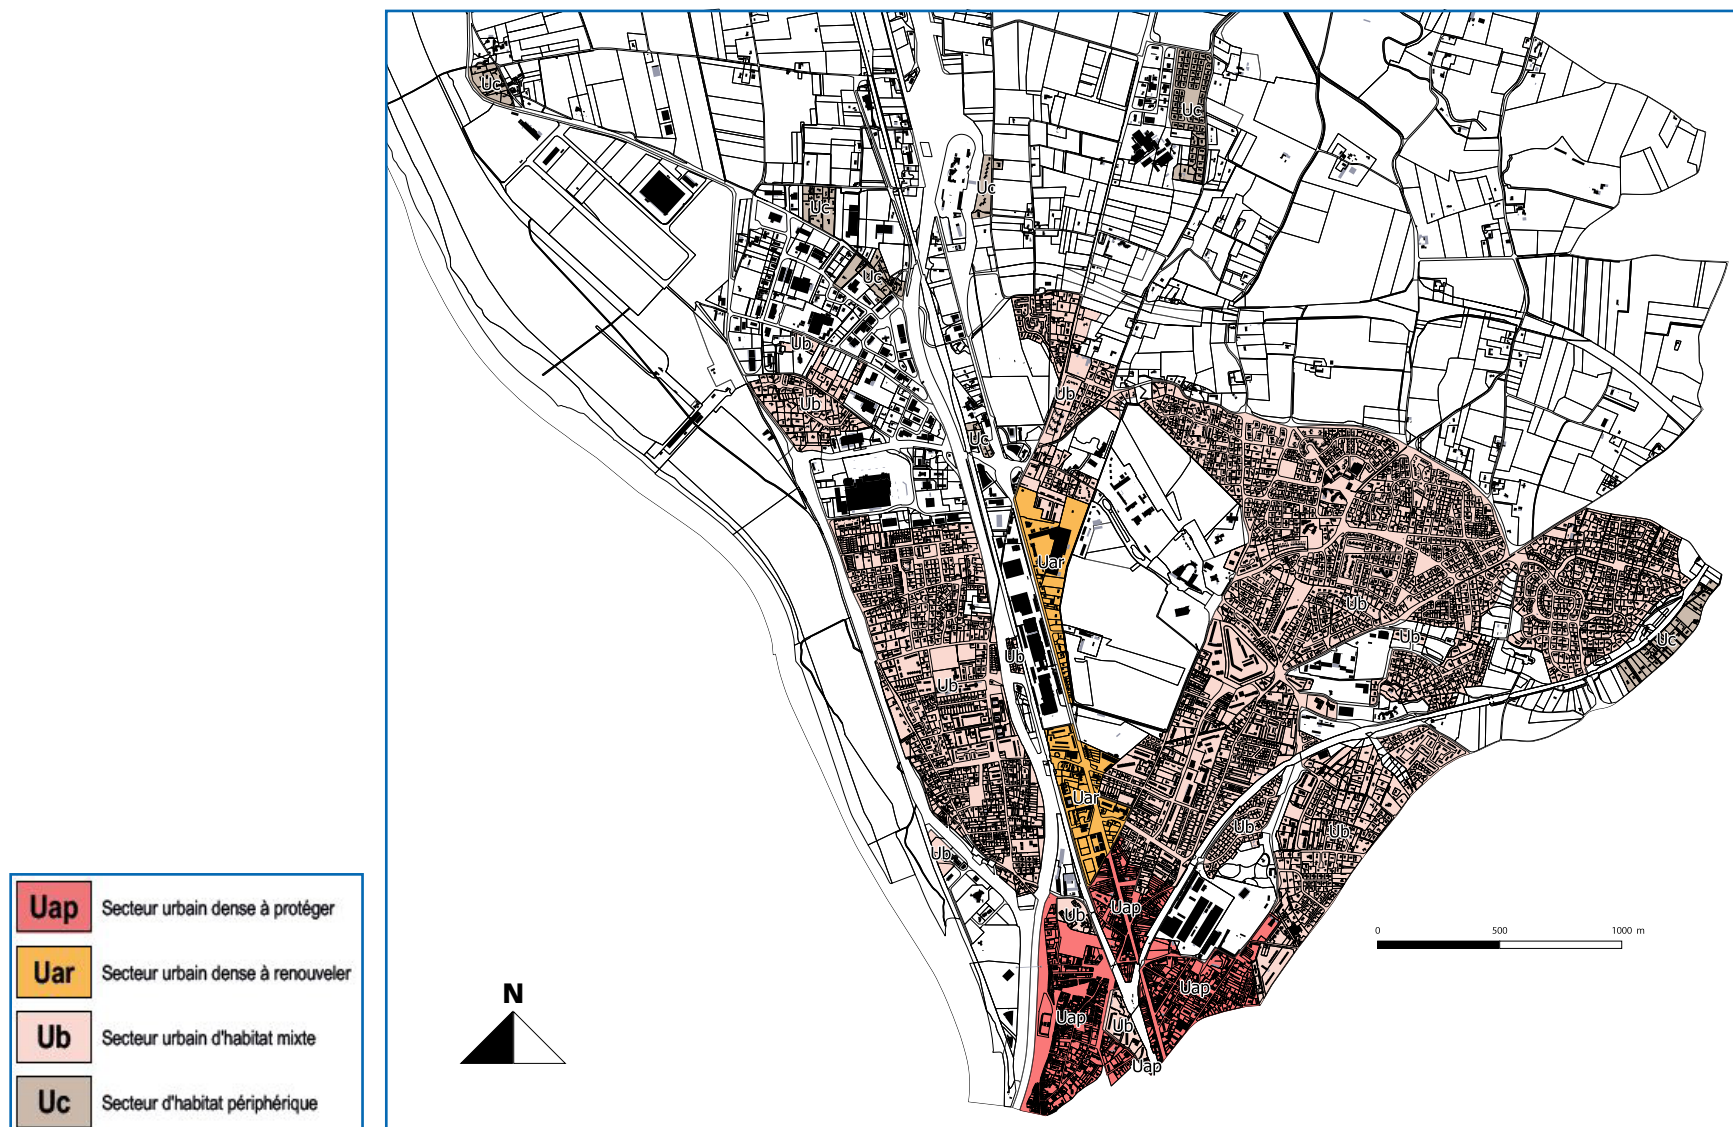 Uc
Uc
Uc
Uc
Uc
Ub
Ub
Ub
Uc
Uar
Ub
Ub
Uc
Ub
Ub
Uar
Ub
Ub
Ub
Uap
Ub
Uap
Uap
Ub
Uap
0 500 1000 m
N
Uap Secteur urbain dense à protéger
Uar Secteur urbain dense à renouveler
Ub Secteur urbain d'habitat mixte
Uc Secteur d'habitat périphérique